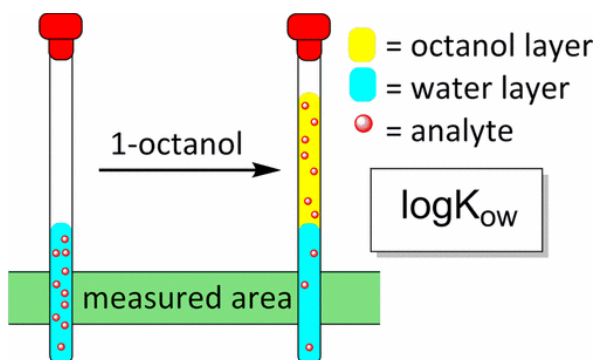 = octanol layer
= water layer
= analyte
1-octanol
logKow
measured area